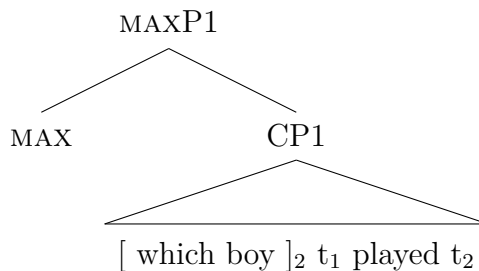 MAXP1
MAX CP1
[ which boy ]₂ t₁ played t₂